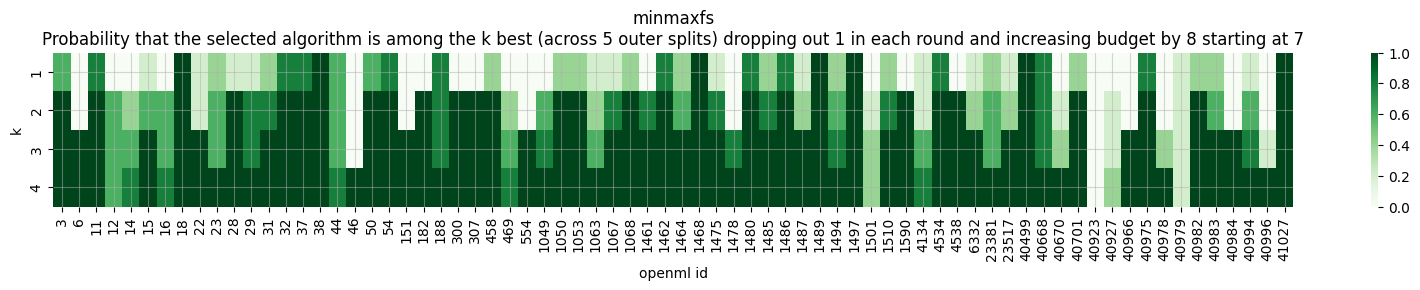 minmaxfs
Probability that the selected algorithm is among the k best (across 5 outer splits) dropping out 1 in each round and increasing budget by 8 starting at 7
k
1
2
3
4
3 6 11 12 14 15 16 18 22 23 28 29 31 32 37 38 44 46 50 54 151 182 188 300 307 458 469 554 1049 1050 1053 1063 1067 1068 1461 1462 1464 1468 1475 1478 1480 1485 1486 1487 1489 1494 1497 1501 1510 1590 4134 4534 4538 6332 23381 23517 40499 40668 40670 40701 40923 40927 40966 40975 40978 40979 40982 40983 40984 40994 40996 41027
openml id
1.0
0.8
0.6
0.4
0.2
0.0